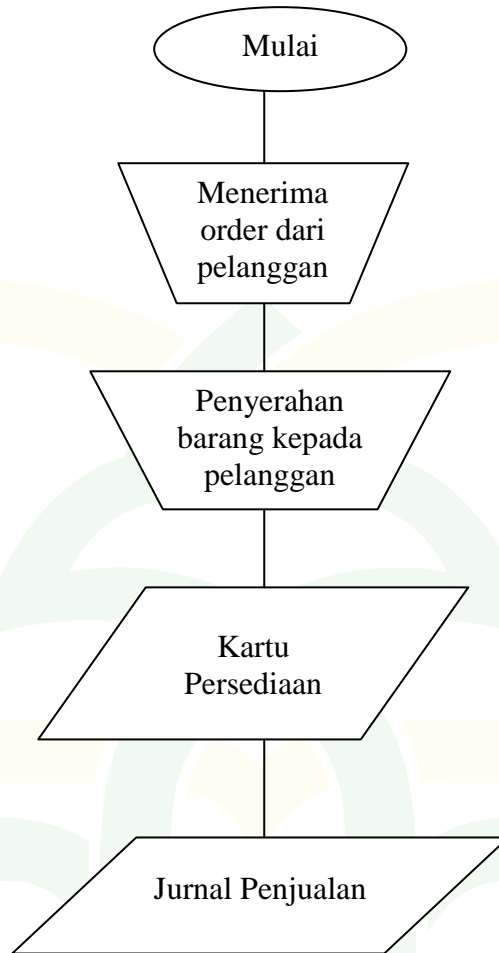 Mulai
Menerima
order dari
pelanggan
Penyerahan
barang kepada
pelanggan
Kartu
Persediaan
Jurnal Penjualan